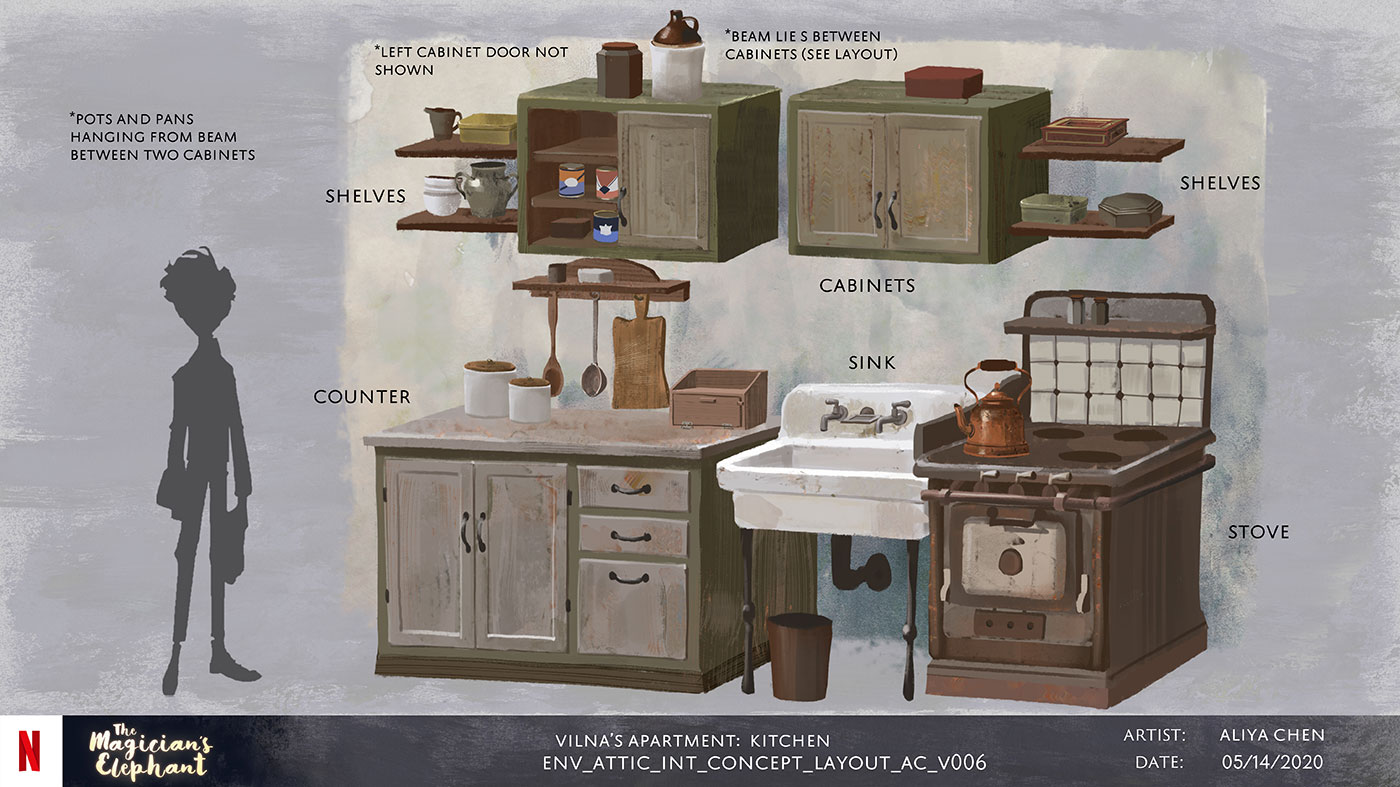 *LEFT CABINET DOOR NOT
SHOWN
*BEAM LIE S BETWEEN
CABINETS (SEE LAYOUT)
*POTS AND PANS
HANGING FROM BEAM
BETWEEN TWO CABINETS
SHELVES
SHELVES
CABINETS
SINK
COUNTER
STOVE
N
The
Magician's
Elephant
VILNA'S APARTMENT: KITCHEN
ENV_ATTIC_INT_CONCEPT_LAYOUT_AC_V006
ARTIST: ALIYA CHEN
DATE: 05/14/2020